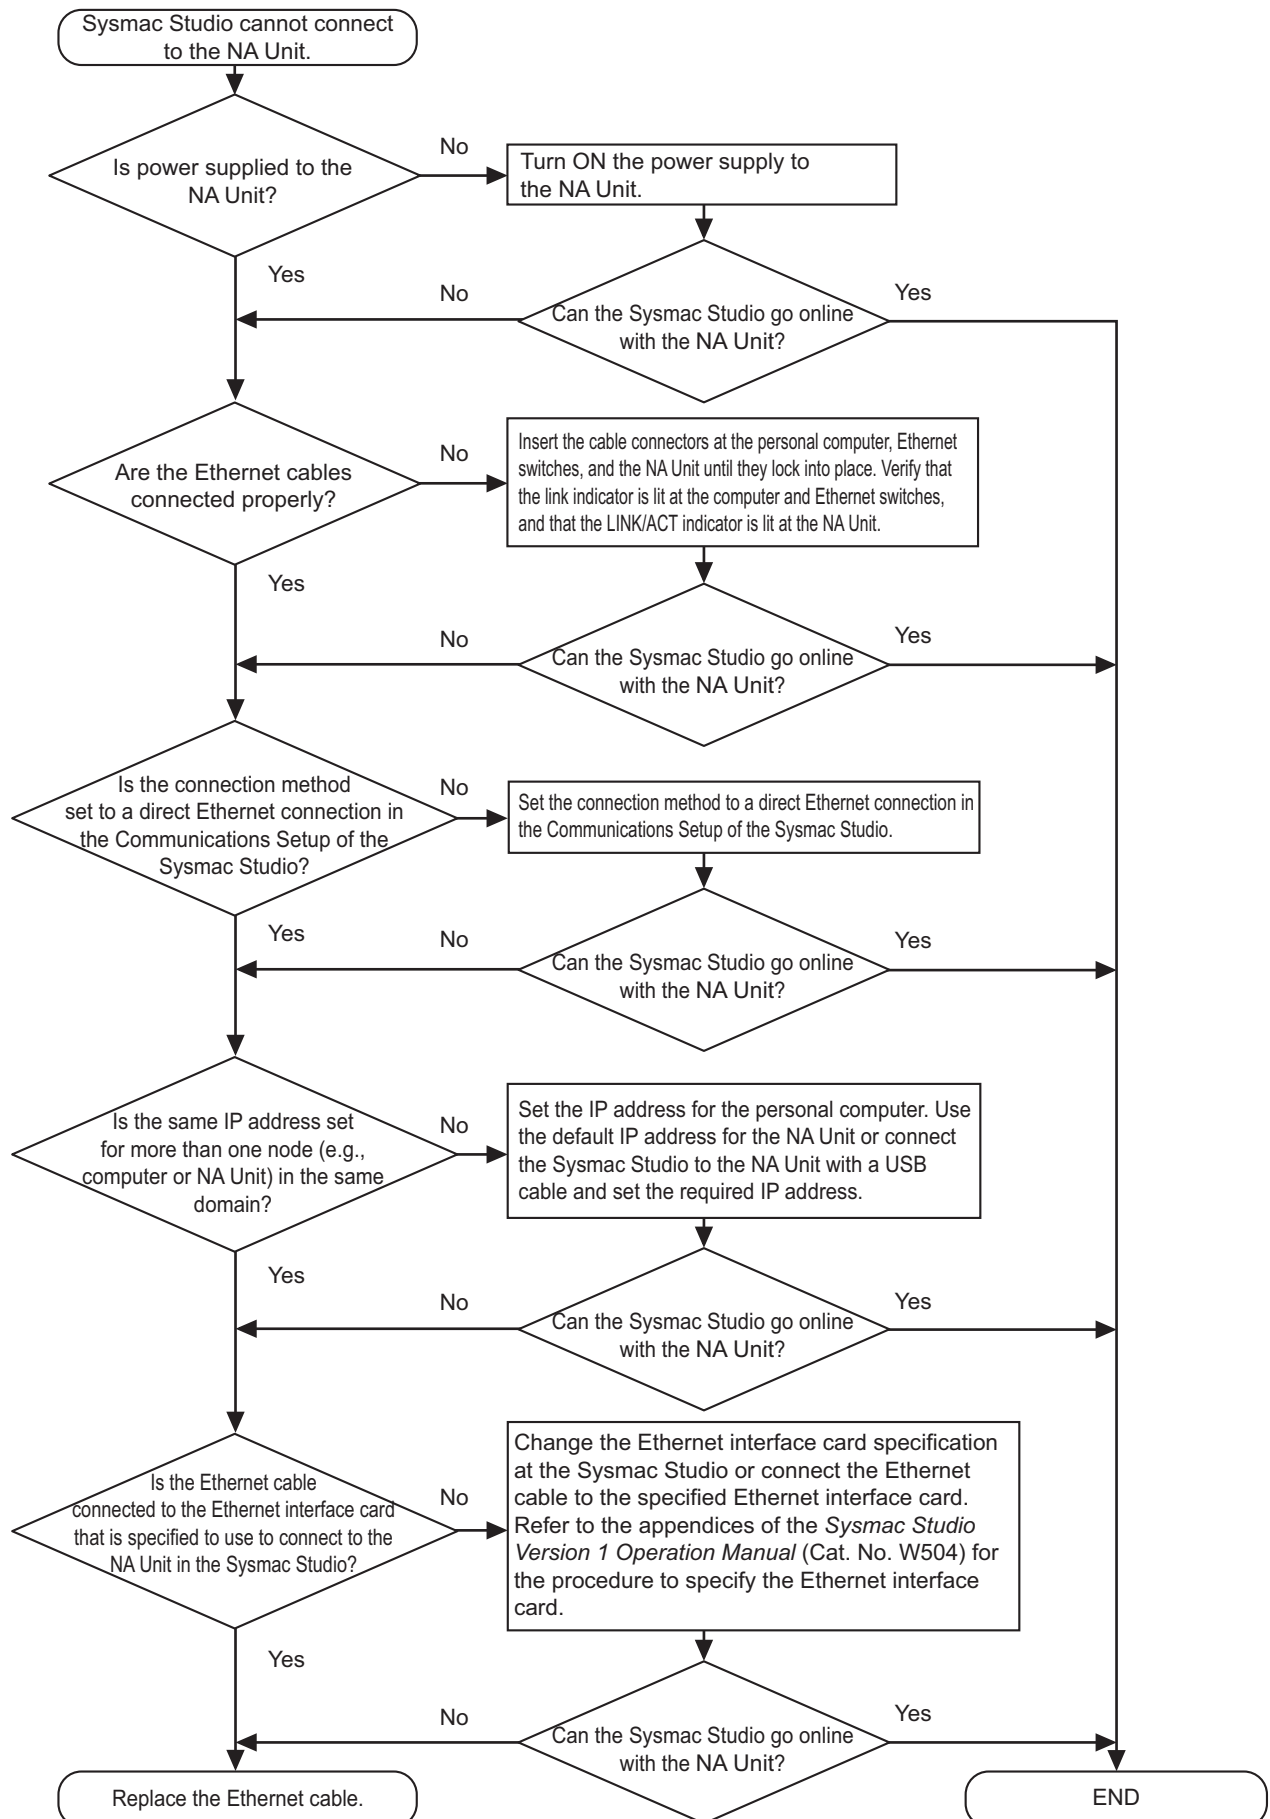 Sysmac Studio cannot connect
to the NA Unit.
Is power supplied to the
NA Unit?
No
Turn ON the power supply to
the NA Unit.
Yes
No
Can the Sysmac Studio go online
with the NA Unit?
Yes
Are the Ethernet cables
connected properly?
No
Insert the cable connectors at the personal computer, Ethernet
switches, and the NA Unit until they lock into place. Verify that
the link indicator is lit at the computer and Ethernet switches,
and that the LINK/ACT indicator is lit at the NA Unit.
Yes
No
Can the Sysmac Studio go online
with the NA Unit?
Yes
Is the connection method
set to a direct Ethernet connection in
the Communications Setup of the
Sysmac Studio?
No
Set the connection method to a direct Ethernet connection in
the Communications Setup of the Sysmac Studio.
Yes
No
Can the Sysmac Studio go online
with the NA Unit?
Yes
Is the same IP address set
for more than one node (e.g.,
computer or NA Unit) in the same
domain?
No
Set the IP address for the personal computer. Use
the default IP address for the NA Unit or connect
the Sysmac Studio to the NA Unit with a USB
cable and set the required IP address.
Yes
No
Can the Sysmac Studio go online
with the NA Unit?
Yes
Is the Ethernet cable
connected to the Ethernet interface card
that is specified to use to connect to the
NA Unit in the Sysmac Studio?
No
Change the Ethernet interface card specification
at the Sysmac Studio or connect the Ethernet
cable to the specified Ethernet interface card.
Refer to the appendices of the Sysmac Studio
Version 1 Operation Manual (Cat. No. W504) for
the procedure to specify the Ethernet interface
card.
Yes
No
Can the Sysmac Studio go online
with the NA Unit?
Yes
Replace the Ethernet cable.
END